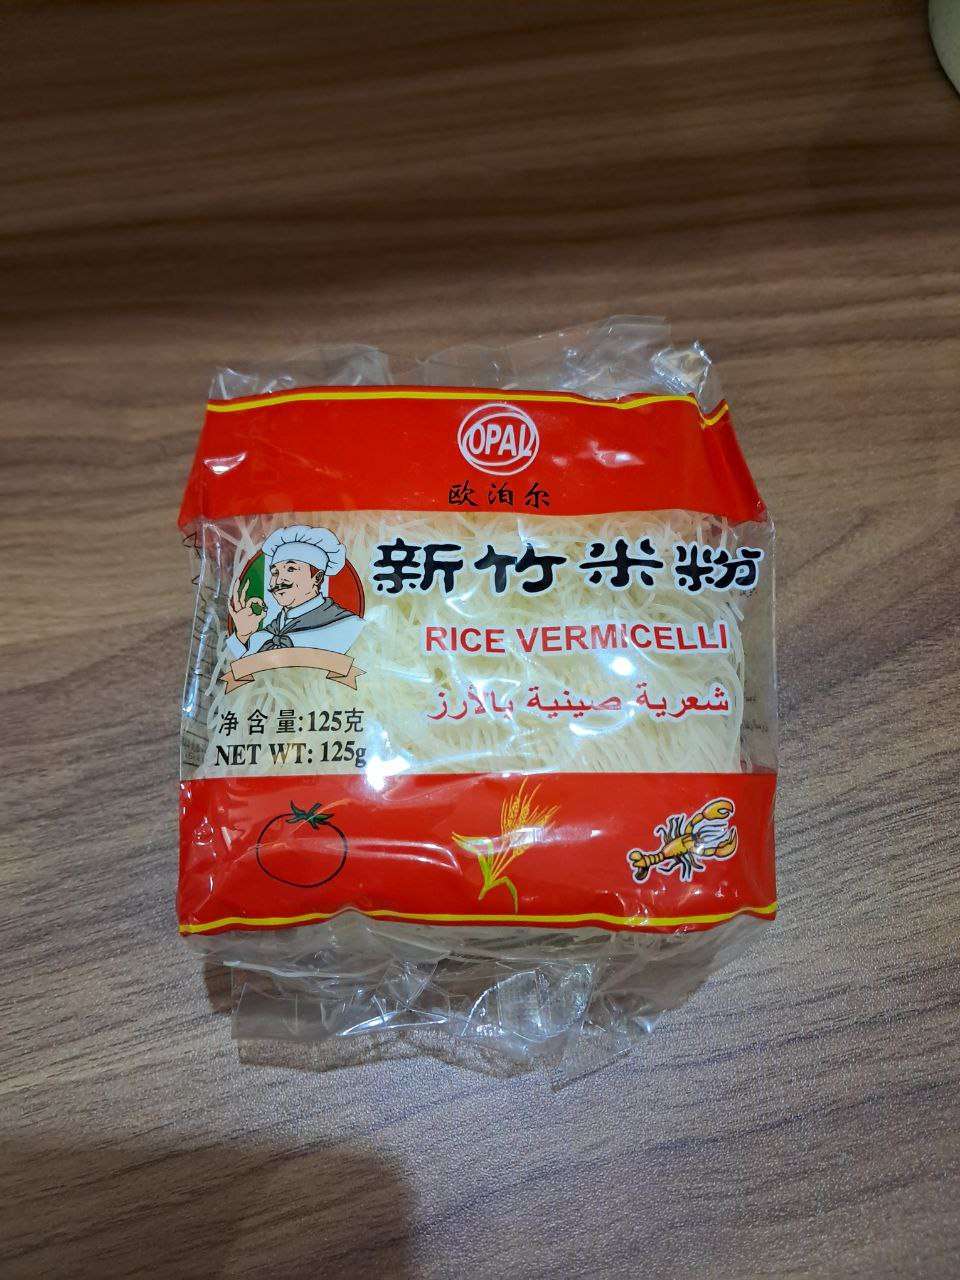 OPAL
欧泊尔
新竹米粉
RICE VERMICELLI
شعرية صينية بالأرز
净含量:125克
NET WT: 125g